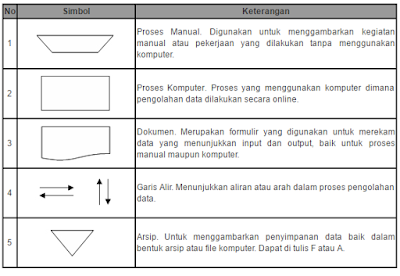 No Simbol Keterangan
1 Proses Manual. Digunakan untuk menggambarkan kegiatan
manual atau pekerjaan yang dilakukan tanpa menggunakan
komputer.
2 Proses Komputer. Proses yang menggunakan komputer dimana
pengolahan data dilakukan secara online.
3 Dokumen. Merupakan formulir yang digunakan untuk merekam
data yang menunjukkan input dan output, baik untuk proses
manual maupun komputer.
4 Garis Alir. Menunjukkan aliran atau arah dalam proses pengolahan
data.
5 Arsip. Untuk menggambarkan penyimpanan data baik dalam
bentuk arsip atau file komputer. Dapat di tulis F atau A.